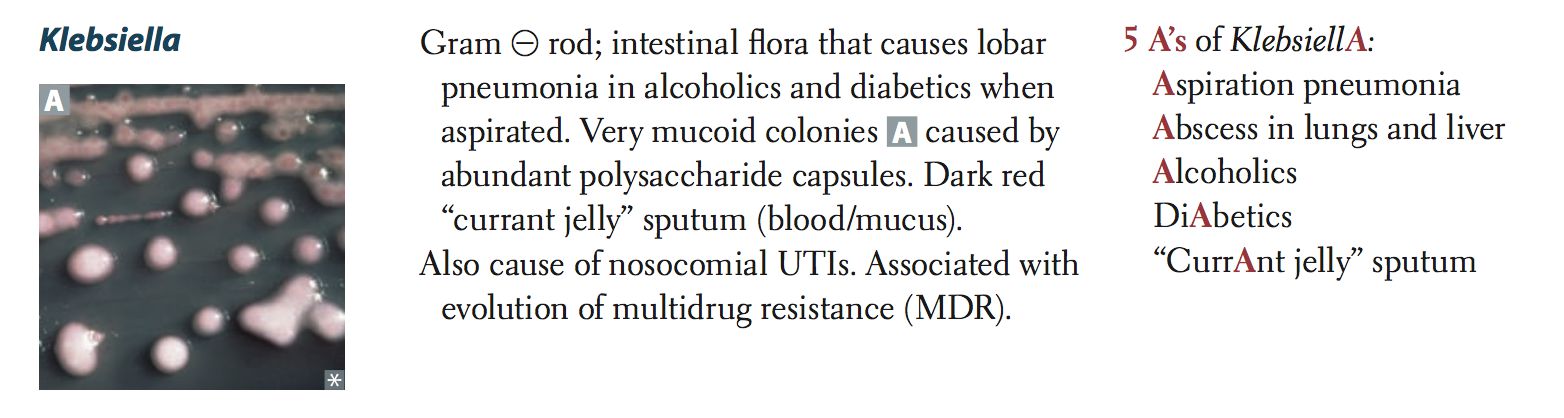 Klebsiella
A
Gram ⊖ rod; intestinal flora that causes lobar
pneumonia in alcoholics and diabetics when
aspirated. Very mucoid colonies A caused by
abundant polysaccharide capsules. Dark red
“currant jelly” sputum (blood/mucus).
Also cause of nosocomial UTIs. Associated with
evolution of multidrug resistance (MDR).
5 A’s of KlebsiellA:
Aspiration pneumonia
Abscess in lungs and liver
Alcoholics
DiAbetics
“CurrAnt jelly” sputum